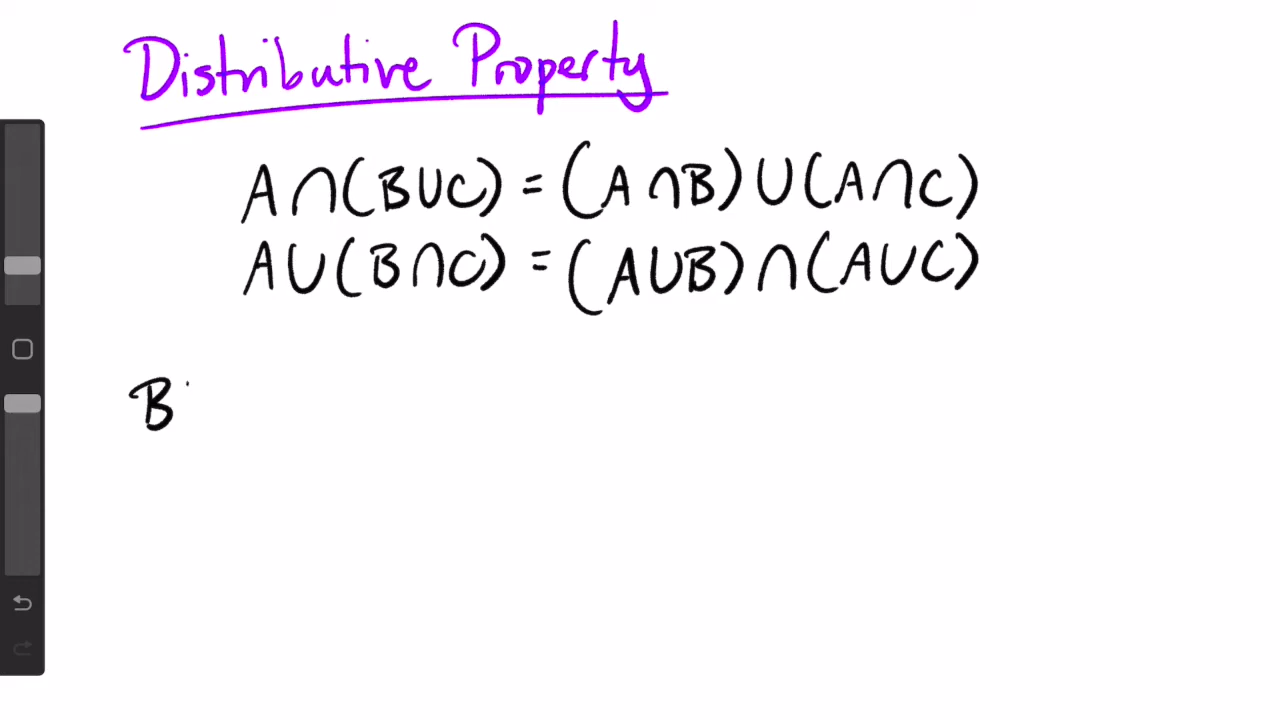 Distributive Property
A∩(B∪C) = (A∩B)∪(A∩C)
A∪(B∩C) = (A∪B)∩(A∪C)
B